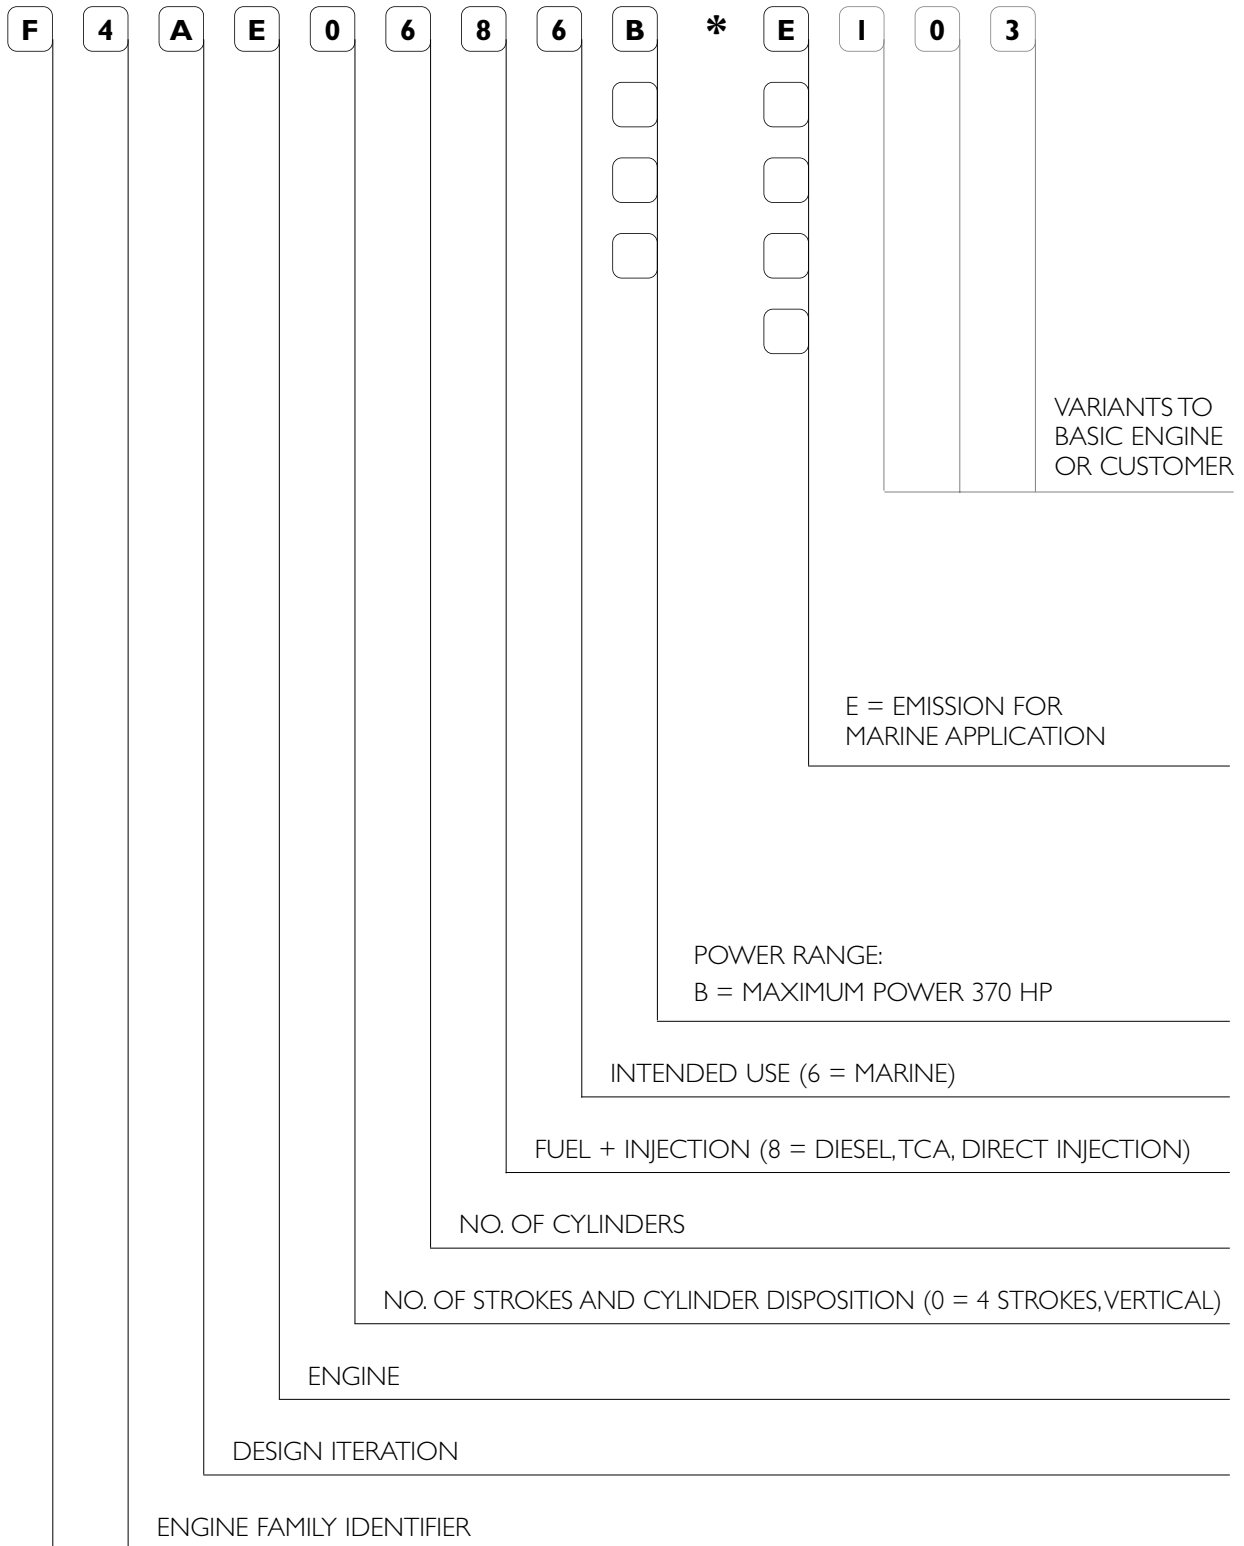 F 4 A E 0 6 8 6 B * E 1 0 3
VARIANTS TO
BASIC ENGINE
OR CUSTOMER
E = EMISSION FOR
MARINE APPLICATION
POWER RANGE:
B = MAXIMUM POWER 370 HP
INTENDED USE (6 = MARINE)
FUEL + INJECTION (8 = DIESEL, TCA, DIRECT INJECTION)
NO. OF CYLINDERS
NO. OF STROKES AND CYLINDER DISPOSITION (0 = 4 STROKES, VERTICAL)
ENGINE
DESIGN ITERATION
ENGINE FAMILY IDENTIFIER